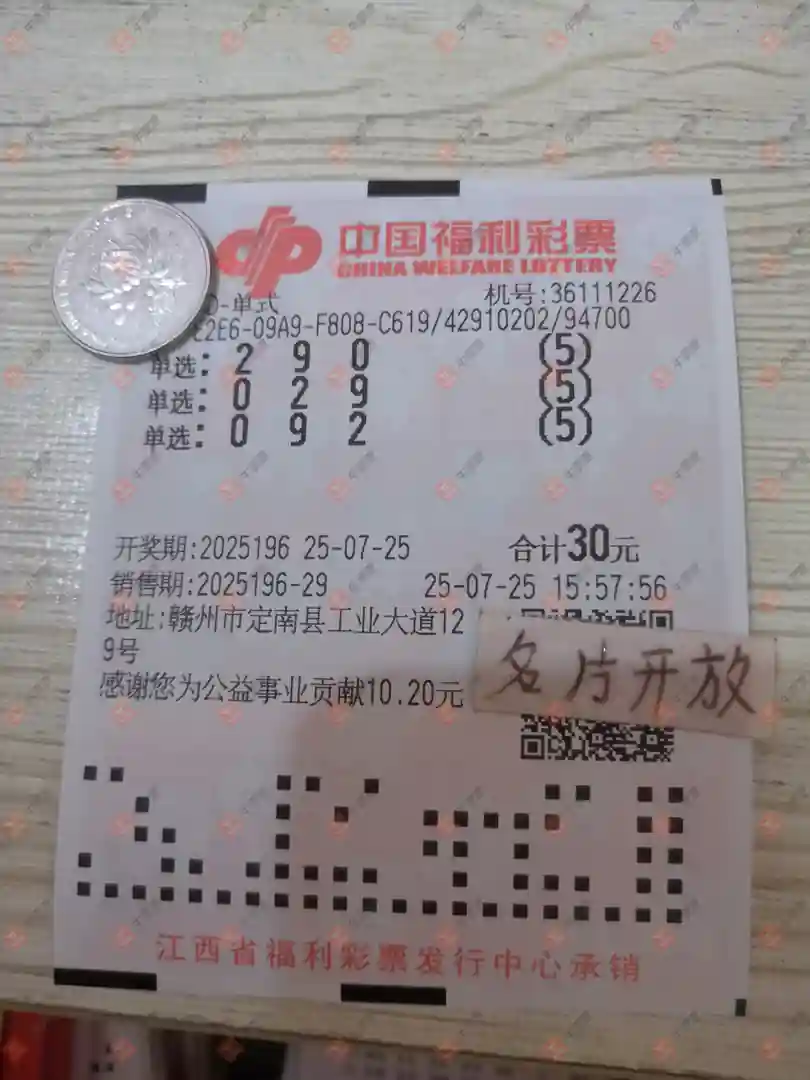 中国福利彩票
CHINA WELFARE LOTTERY
D-单式 机号:36111226
E2E6-09A9-F808-C619/42910202/94700
单选: 2 9 0 (5)
单选: 0 2 9 (5)
单选: 0 9 2 (5)
开奖期:2025196 25-07-25 合计30元
销售期:2025196-29 25-07-25 15:57:56
地址:赣州市定南县工业大道12
9号
名片开放
感谢您为公益事业贡献10.20元
江西省福利彩票发行中心承销